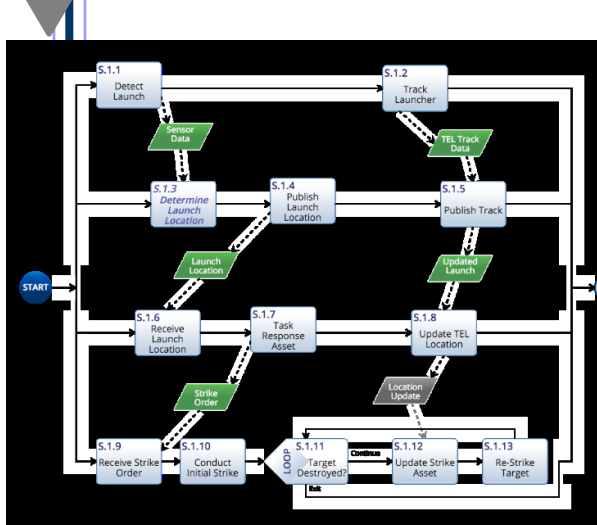 S.1.1
Detect
Launch
S.1.2
Track
Launcher
Sensor
Data
TEL Track
Data
S.1.3
Determine
Launch
Location
S.1.4
Publish
Launch
Location
S.1.5
Publish Track
Launch
Location
Updated
Launch
START
S.1.6
Receive
Launch
Location
S.1.7
Task
Response
Asset
S.1.8
Update TEL
Location
Strike
Order
Location
Update
S.1.9
Receive Strike
Order
S.1.10
Conduct
Initial Strike
LOOP
S.1.11
Target
Destroyed?
Continue
Exit
S.1.12
Update Strike
Asset
S.1.13
Re-Strike
Target